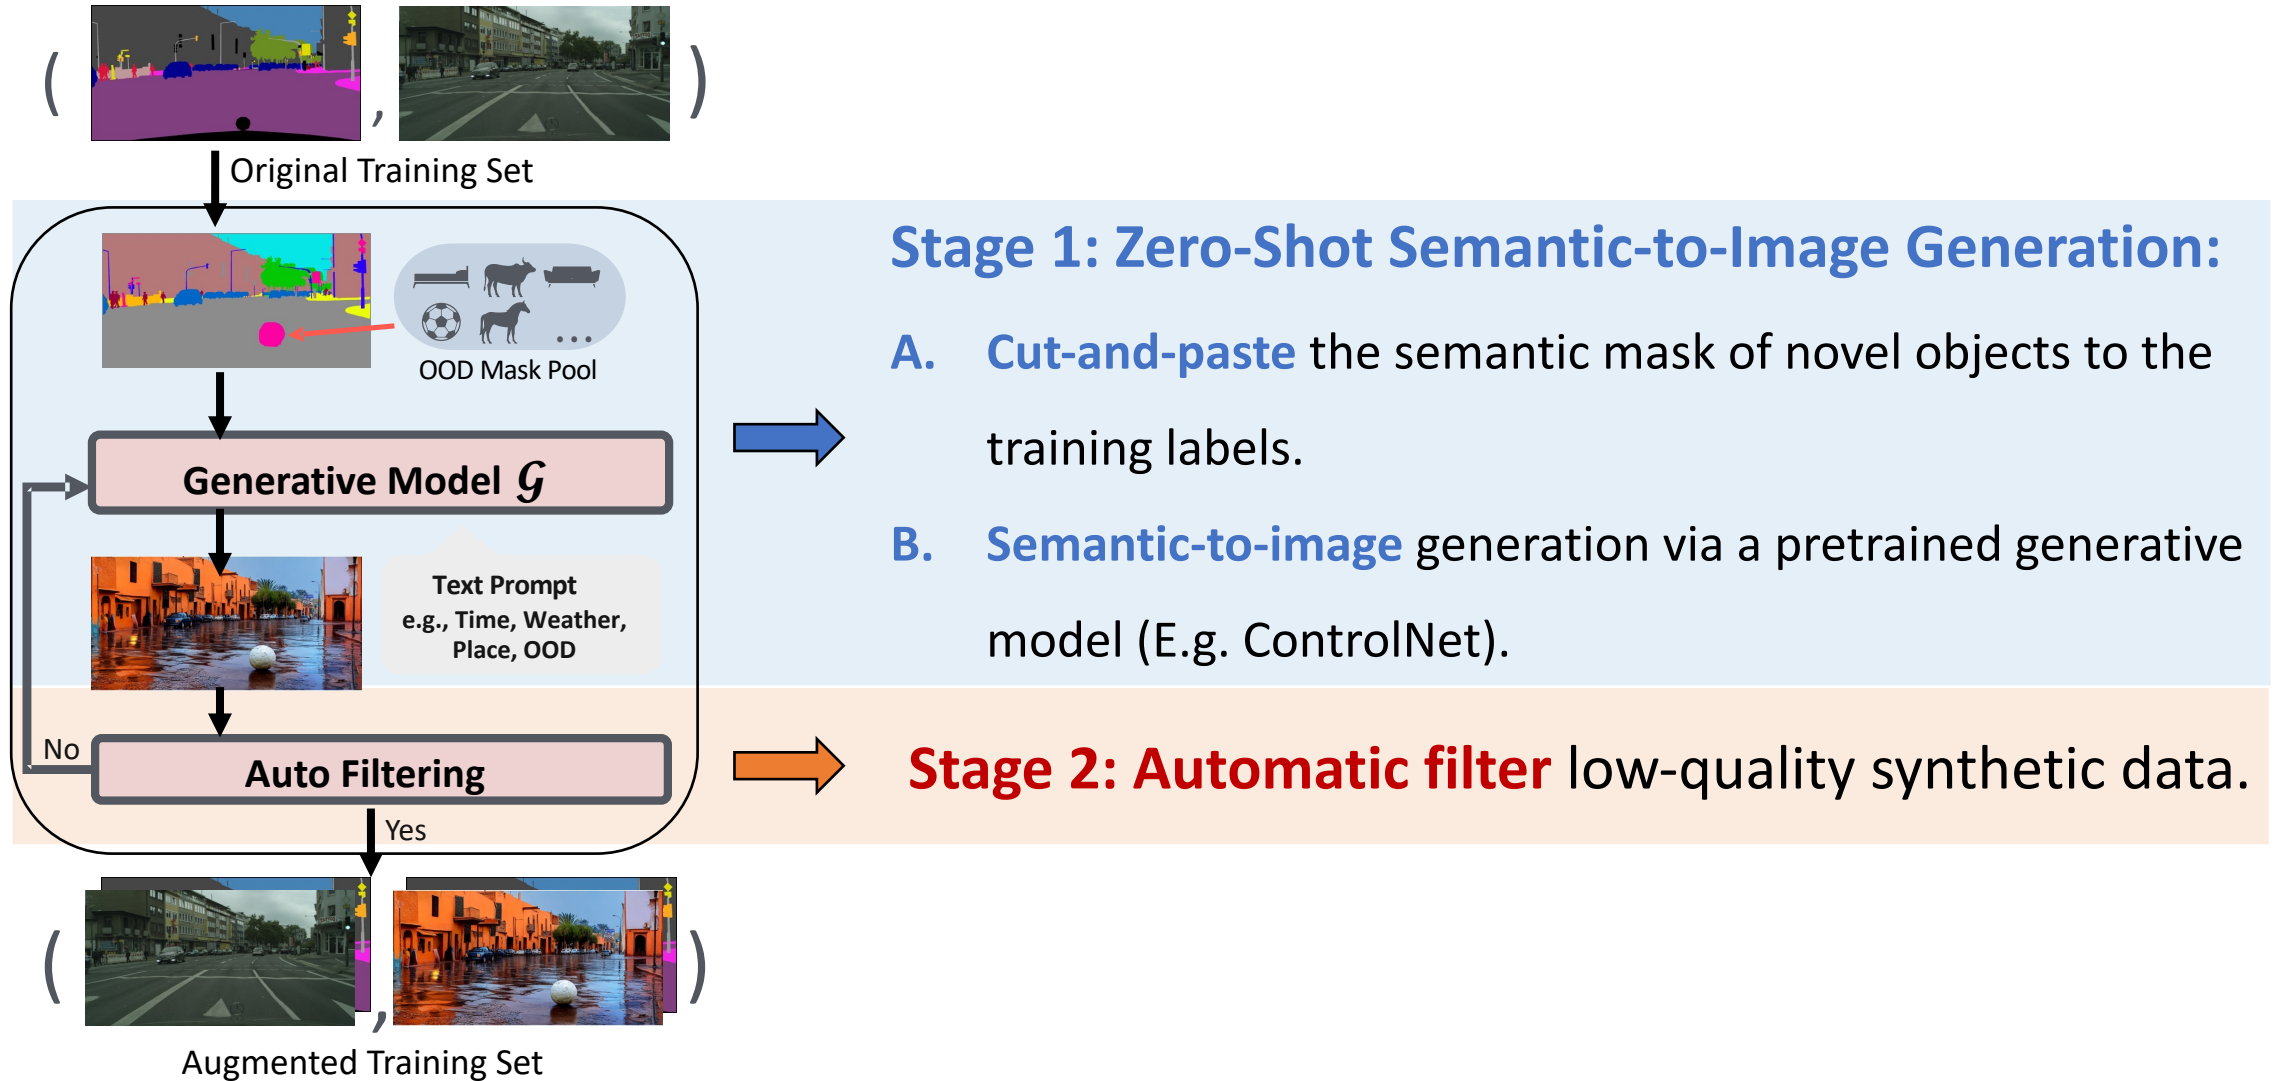 ( , )
Original Training Set
OOD Mask Pool
Generative Model 𝒢
Text Prompt
e.g., Time, Weather,
Place, OOD
No
Auto Filtering
Yes
( , )
Augmented Training Set
Stage 1: Zero-Shot Semantic-to-Image Generation:
A. Cut-and-paste the semantic mask of novel objects to the
training labels.
B. Semantic-to-image generation via a pretrained generative
model (E.g. ControlNet).
Stage 2: Automatic filter low-quality synthetic data.